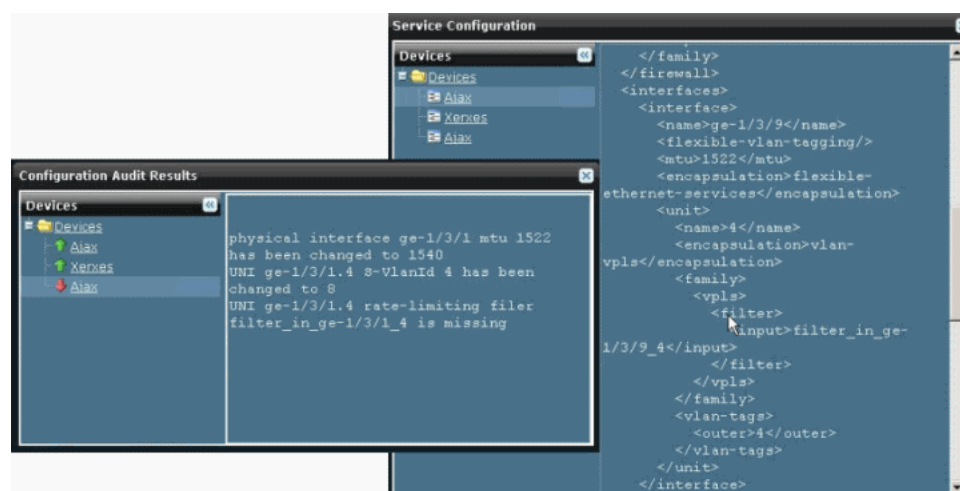 Service Configuration
Devices
Devices
Ajax
Xerxes
Ajax
</family>
</firewall>
<interfaces>
<interface>
<name>ge-1/3/9</name>
<flexible-vlan-tagging/>
<mtu>1522</mtu>
<encapsulation>flexible-
ethernet-services</encapsulation>
<unit>
<name>4</name>
<encapsulation>vlan-
vpls</encapsulation>
<family>
<vpls>
<filter>
<input>filter_in_ge-
1/3/9_4</input>
</filter>
</vpls>
</family>
<vlan-tags>
<outer>4</outer>
</vlan-tags>
</unit>
</interface>
Configuration Audit Results
Devices
Devices
Ajax
Xerxes
Ajax
physical interface ge-1/3/1 mtu 1522
has been changed to 1540
UNI ge-1/3/1.4 S-VlanId 4 has been
changed to 8
UNI ge-1/3/1.4 rate-limiting filer
filter_in_ge-1/3/1_4 is missing